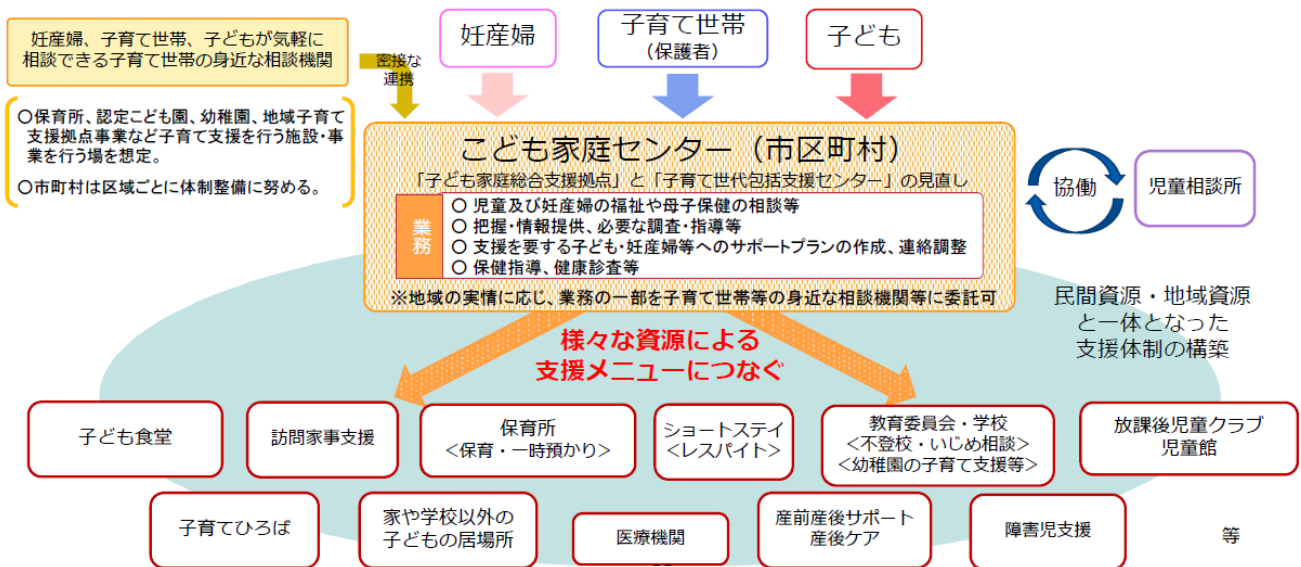 妊産婦、子育て世帯、子どもが気軽に
相談できる子育て世帯の身近な相談機関
○保育所、認定こども園、幼稚園、地域子育て
支援拠点事業など子育て支援を行う施設・事
業を行う場を想定。
○市町村は区域ごとに体制整備に努める。
密接な
連携
妊産婦
子育て世帯
(保護者)
子ども
こども家庭センター(市区町村)
「子ども家庭総合支援拠点」と「子育て世代包括支援センター」の見直し
業務
○ 児童及び妊産婦の福祉や母子保健の相談等
○ 把握・情報提供、必要な調査・指導等
○ 支援を要する子ども・妊産婦等へのサポートプランの作成、連絡調整
○ 保健指導、健康診査等
※地域の実情に応じ、業務の一部を子育て世帯等の身近な相談機関等に委託可
協働
児童相談所
民間資源・地域資源
と一体となった
支援体制の構築
様々な資源による
支援メニューにつなぐ
子ども食堂
訪問家事支援
保育所
<保育・一時預かり>
ショートステイ
<レスパイト>
教育委員会・学校
<不登校・いじめ相談>
<幼稚園の子育て支援等>
放課後児童クラブ
児童館
子育てひろば
家や学校以外の
子どもの居場所
医療機関
産前産後サポート
産後ケア
障害児支援
等